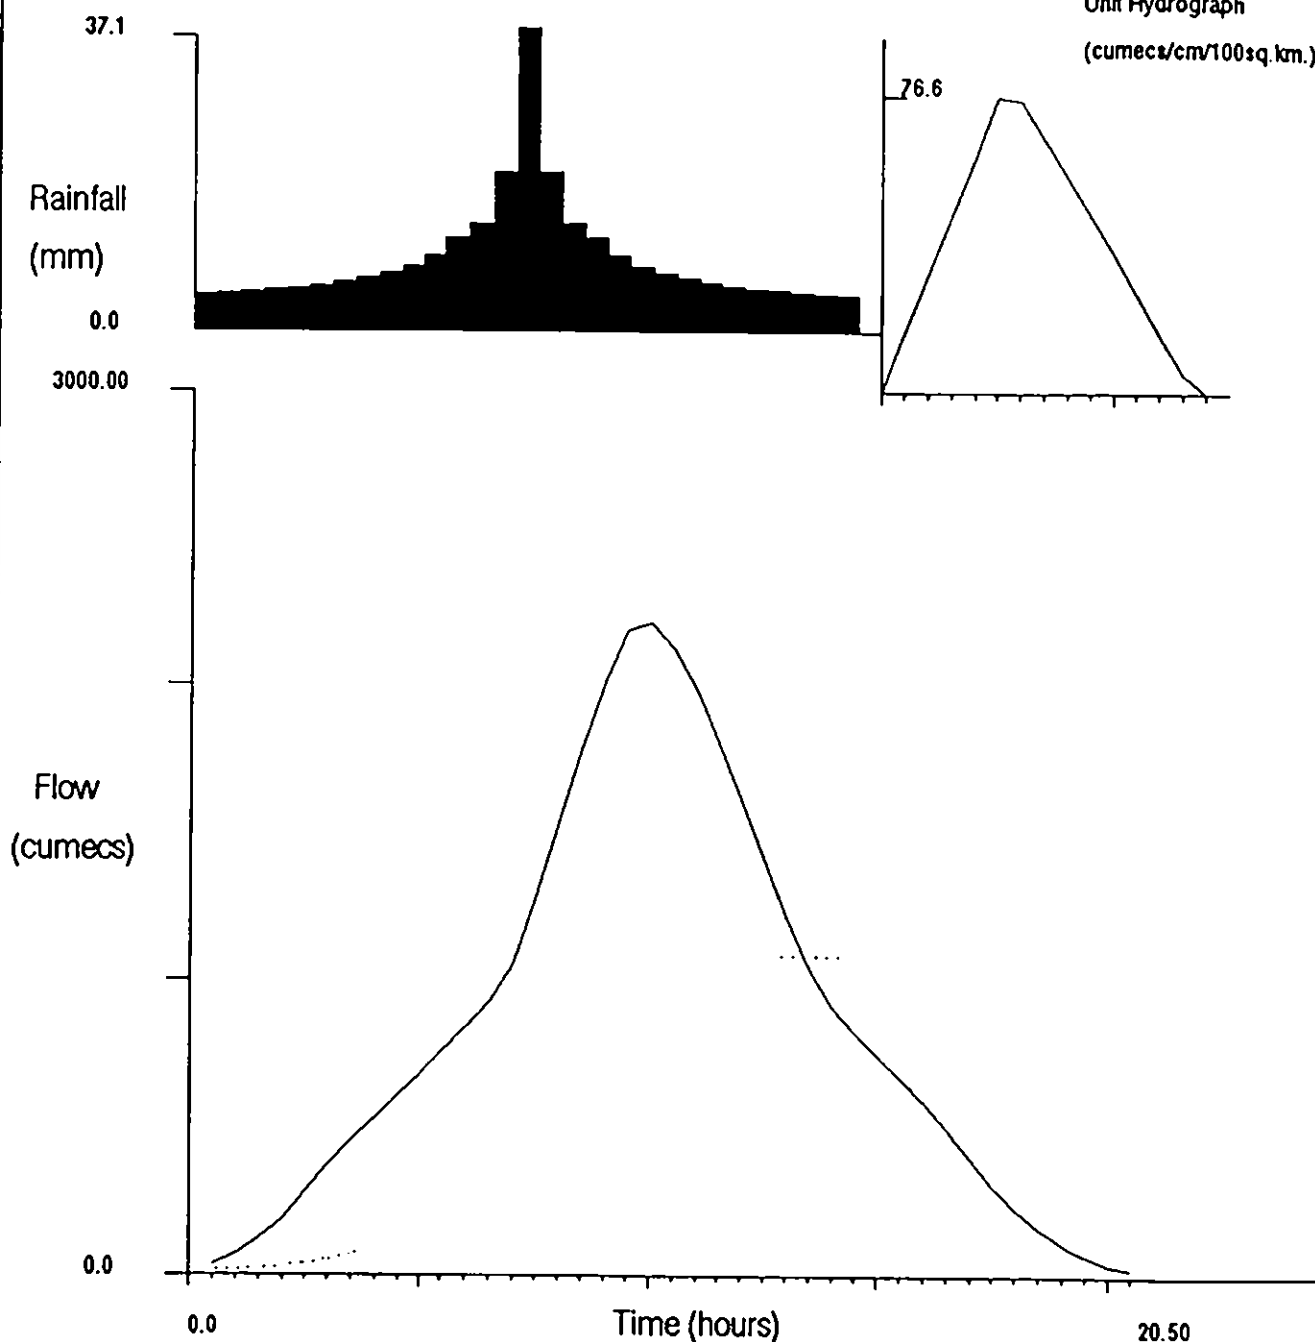 Unit Hydrograph
(cumecs/cm/100sq.km.)
37.1
76.6
Rainfall
(mm)
0.0
3000.00
Flow
(cumecs)
0.0
0.0
Time (hours)
20.50